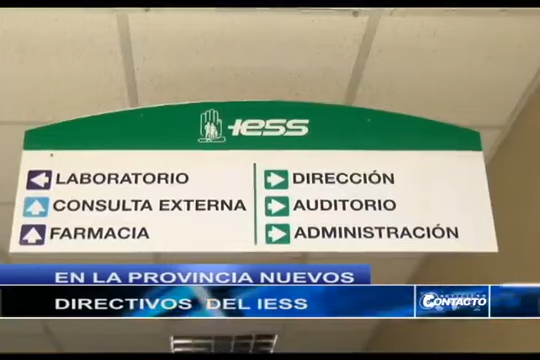 IESS
LABORATORIO
CONSULTA EXTERNA
FARMACIA
DIRECCIÓN
AUDITORIO
ADMINISTRACIÓN
EN LA PROVINCIA NUEVOS
DIRECTIVOS DEL IESS
CONTACTO